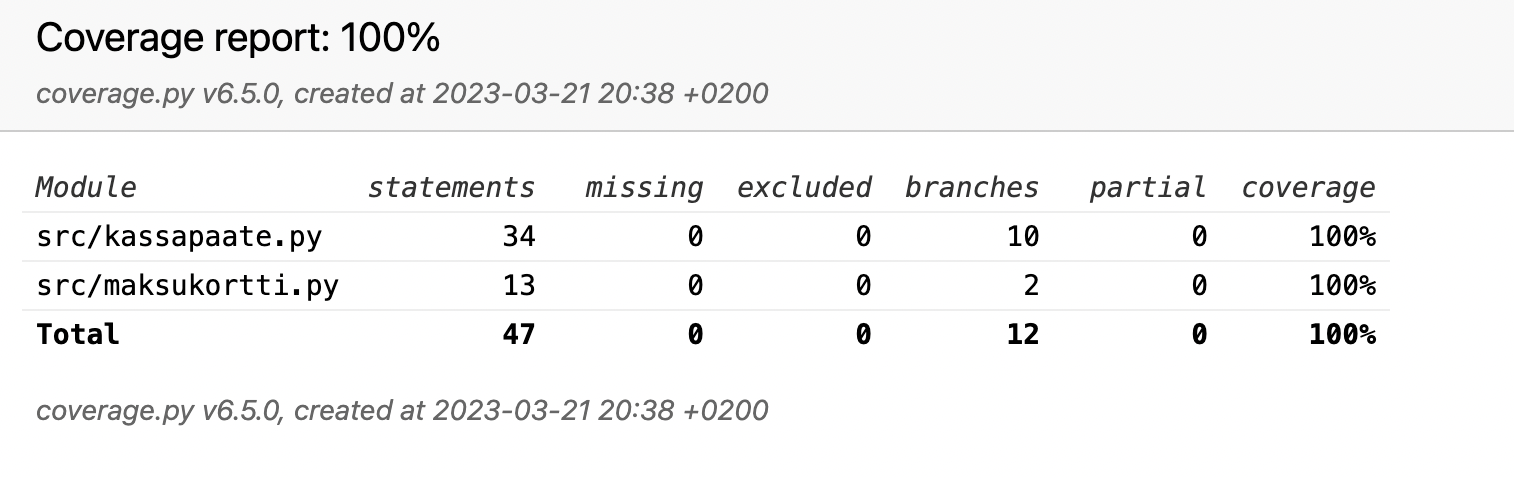 Coverage report: 100%
coverage.py v6.5.0, created at 2023-03-21 20:38 +0200
Module statements missing excluded branches partial coverage
src/kassapaate.py 34 0 0 10 0 100%
src/maksukortti.py 13 0 0 2 0 100%
Total 47 0 0 12 0 100%
coverage.py v6.5.0, created at 2023-03-21 20:38 +0200